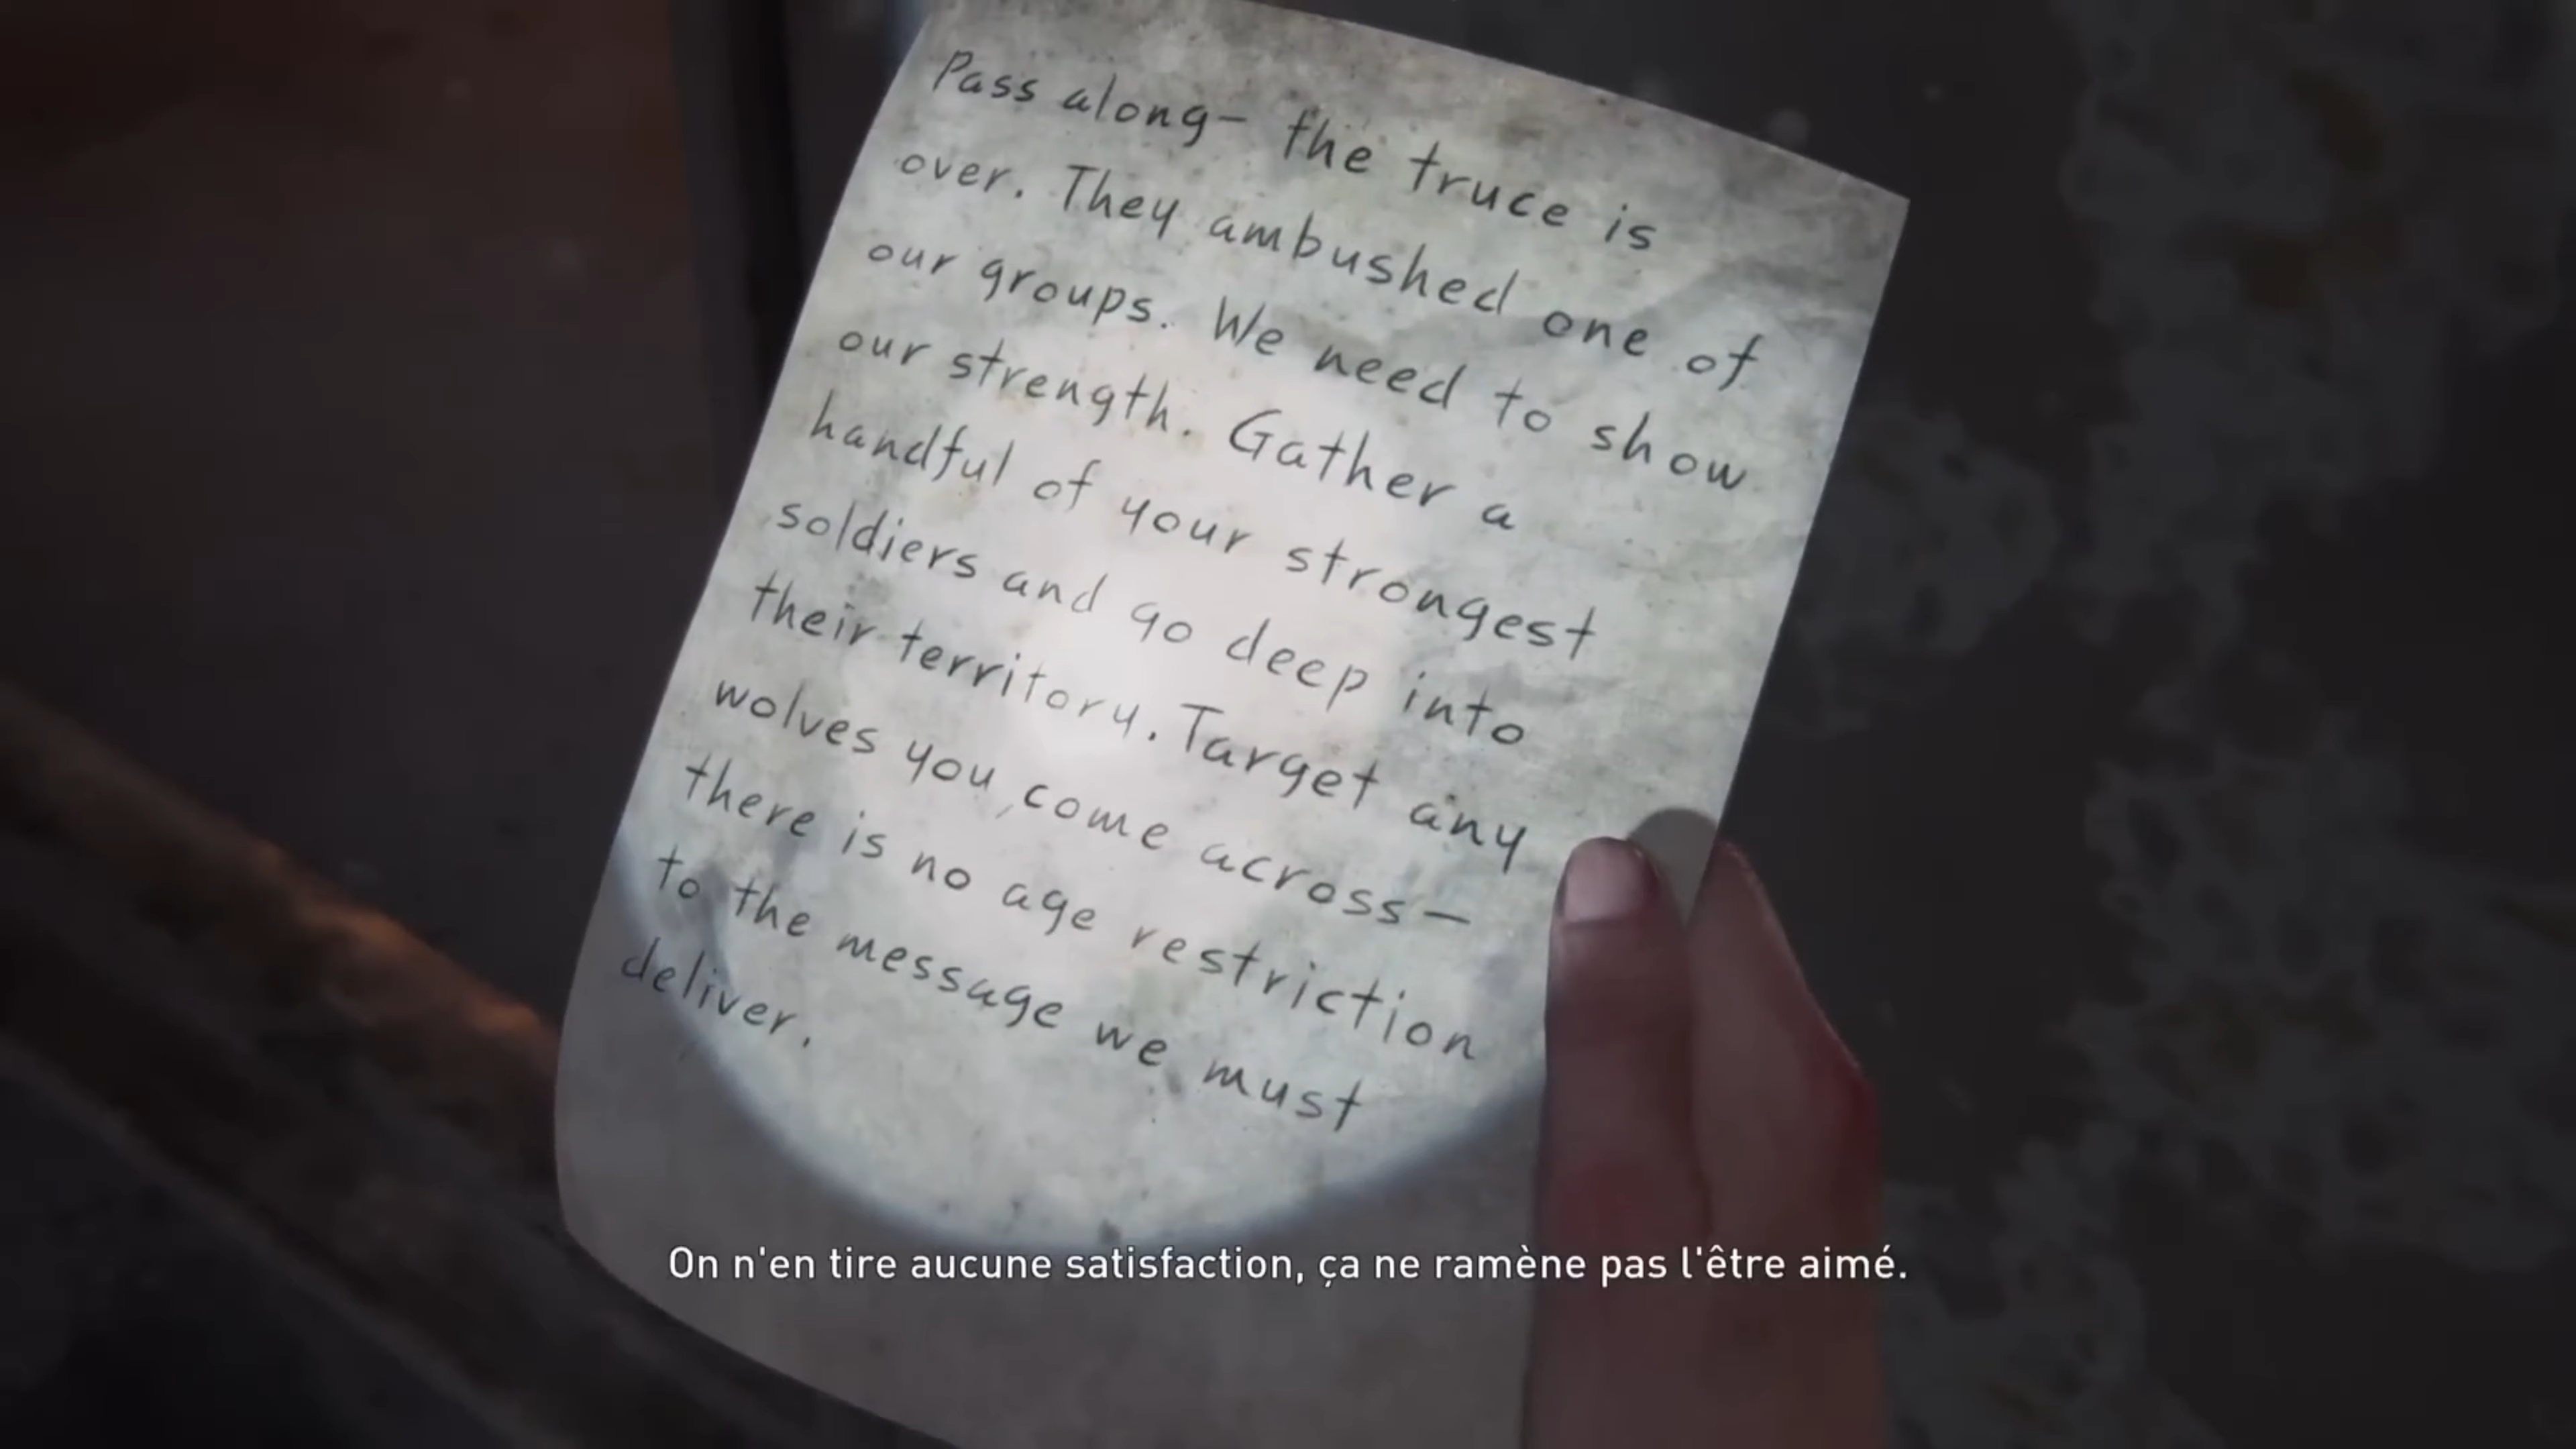 Pass along- the truce is
over. They ambushed one of
our groups. We need to show
our strength. Gather a
handful of your strongest
soldiers and go deep into
their territory. Target any
wolves you come across-
there is no age restriction
to the message we must
deliver.
On n'en tire aucune satisfaction, ça ne ramène pas l'être aimé.